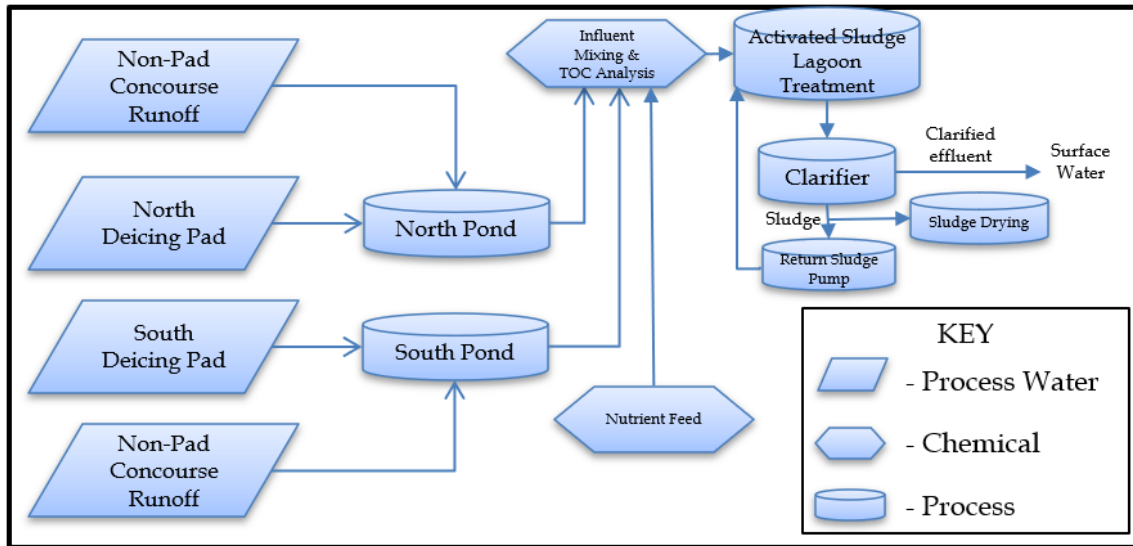 Non-Pad
Concourse
Runoff
North
Deicing Pad
South
Deicing Pad
Non-Pad
Concourse
Runoff
North Pond
South Pond
Influent
Mixing &
TOC Analysis
Nutrient Feed
Activated Sludge
Lagoon
Treatment
Clarifier
Clarified
effluent
Surface
Water
Sludge
Sludge Drying
Return Sludge
Pump
KEY
- Process Water
- Chemical
- Process